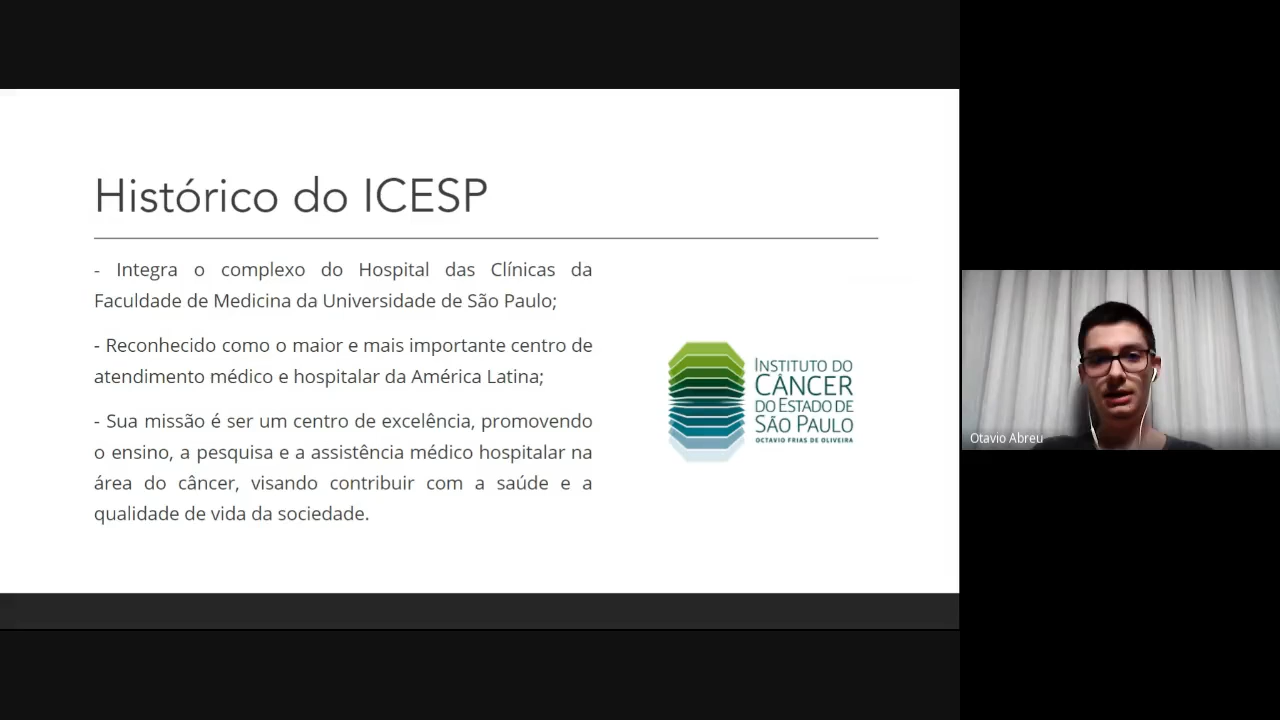 Histórico do ICESP
- Integra o complexo do Hospital das Clínicas da
Faculdade de Medicina da Universidade de São Paulo;
- Reconhecido como o maior e mais importante centro de
atendimento médico e hospitalar da América Latina;
- Sua missão é ser um centro de excelência, promovendo
o ensino, a pesquisa e a assistência médico hospitalar na
área do câncer, visando contribuir com a saúde e a
qualidade de vida da sociedade.
INSTITUTO DO
CÂNCER
DO ESTADO DE
SÃO PAULO
OCTAVIO FRIAS DE OLIVEIRA
Otavio Abreu